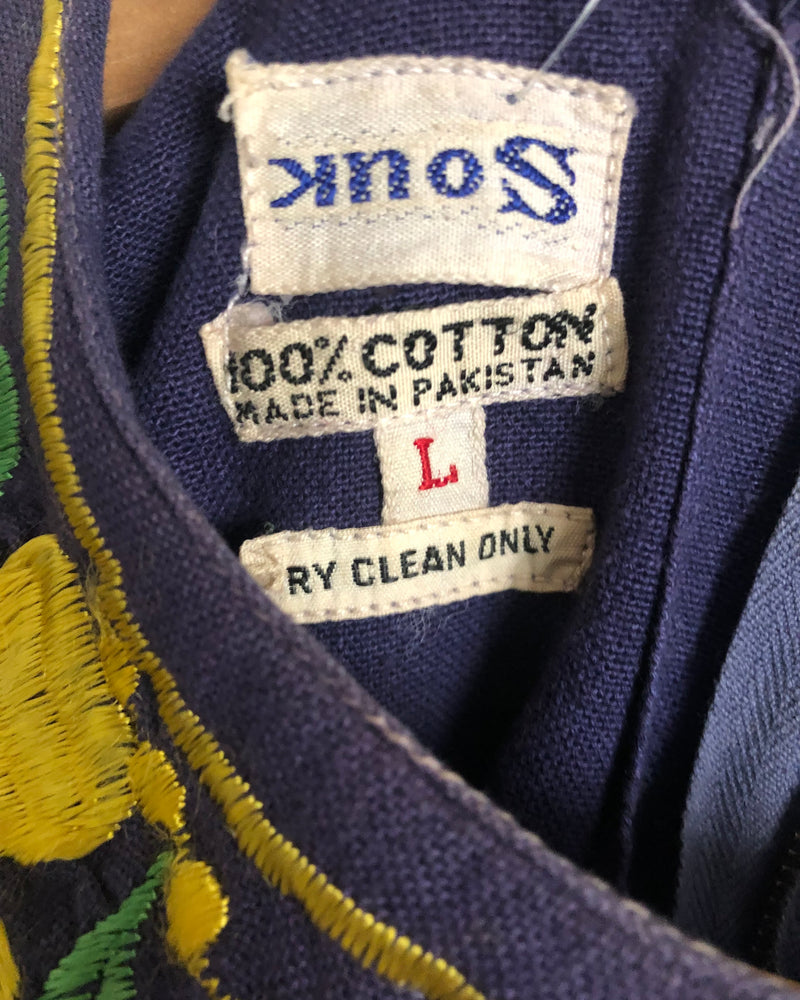 Souk
100% COTTON
MADE IN PAKISTAN
L
RY CLEAN ONLY